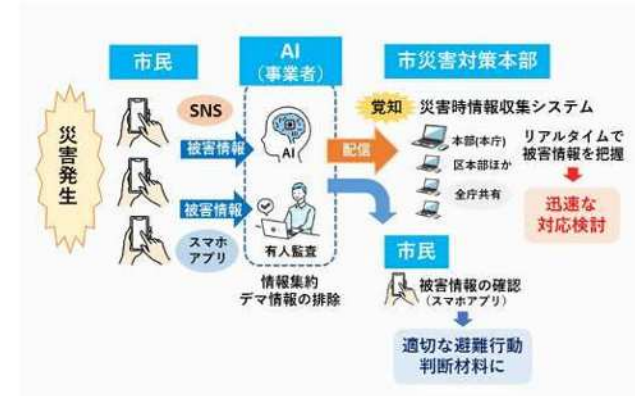 災害発生
市民
SNS
被害情報
被害情報
スマホ
アプリ
AI
(事業者)
AI
有人監査
情報集約
デマ情報の排除
配信
市災害対策本部
覚知
災害時情報収集システム
本部(本庁)
区本部ほか
全庁共有
リアルタイムで
被害情報を把握
迅速な
対応検討
市民
被害情報の確認
(スマホアプリ)
適切な避難行動
判断材料に